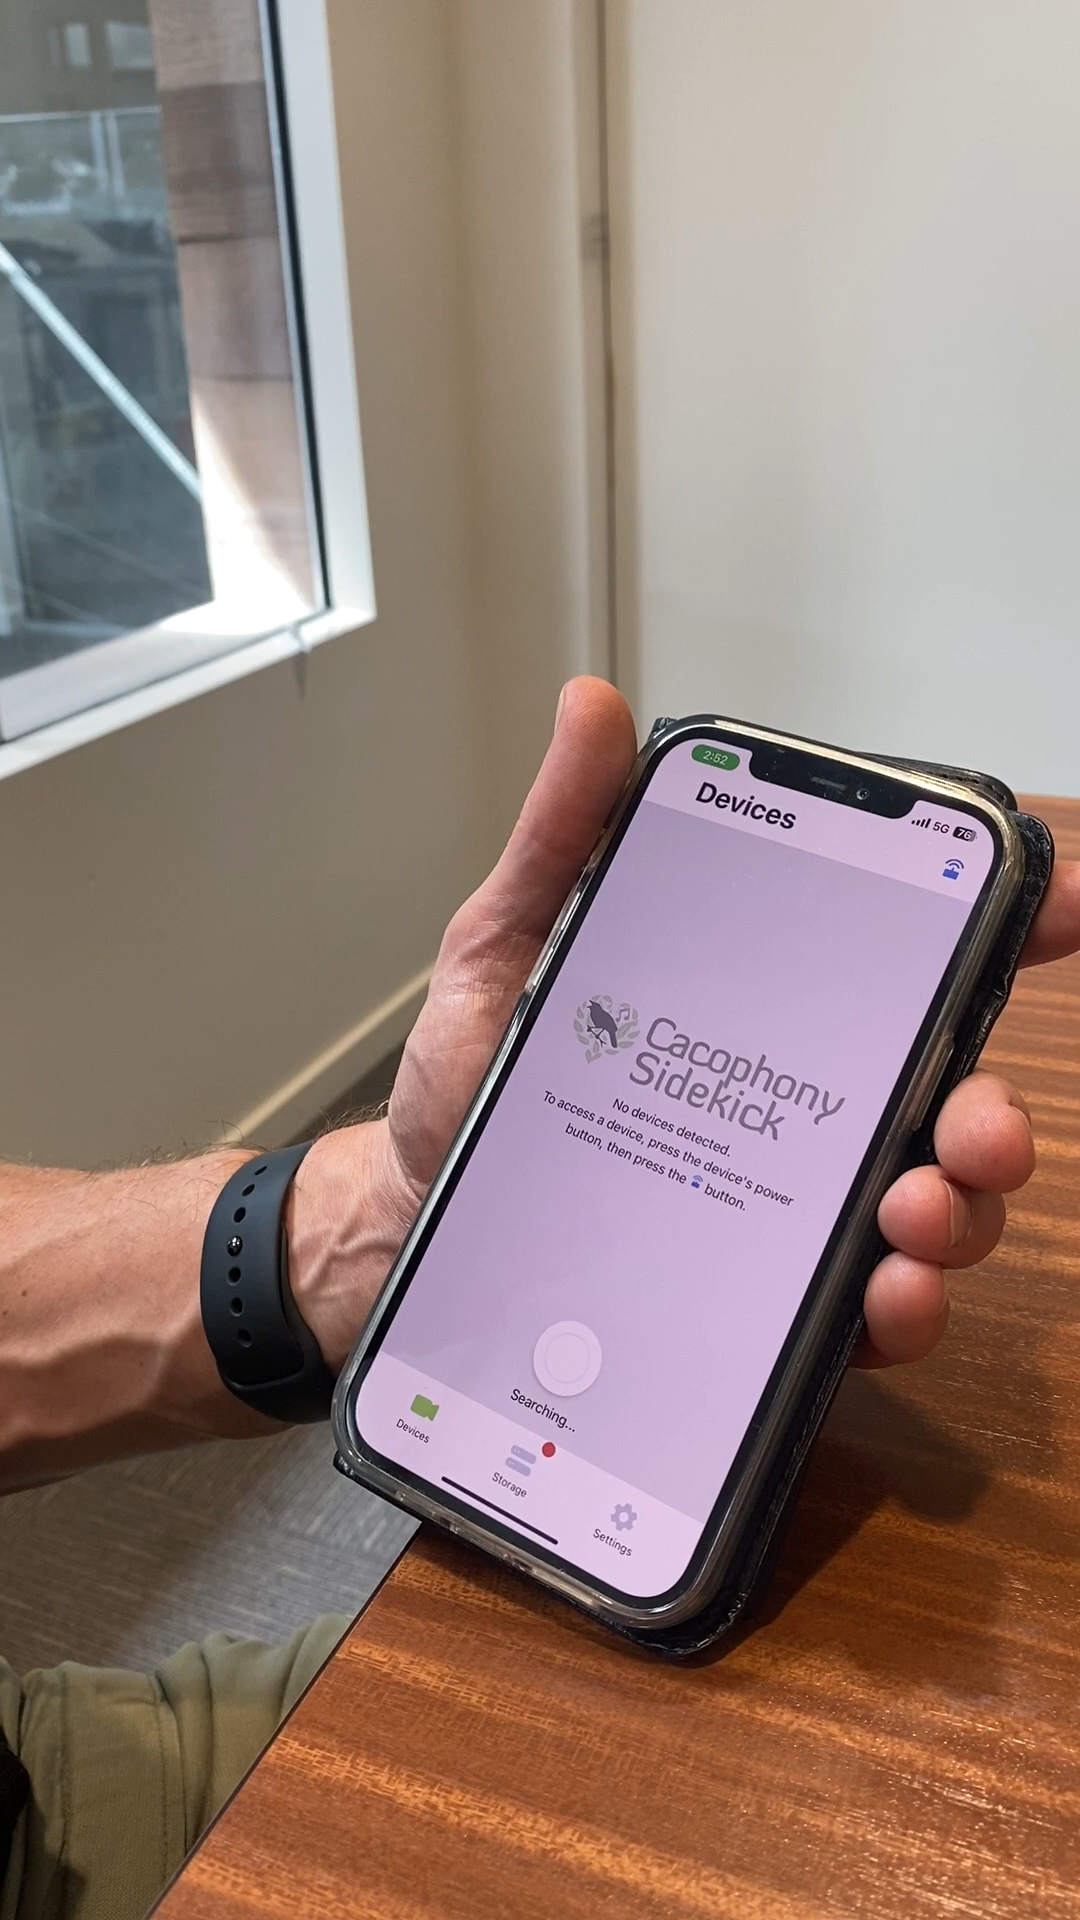 2:52
5G 76
Devices
Cacophony
Sidekick
No devices detected.
To access a device, press the device's power
button, then press the button.
Searching...
Devices
Storage
Settings